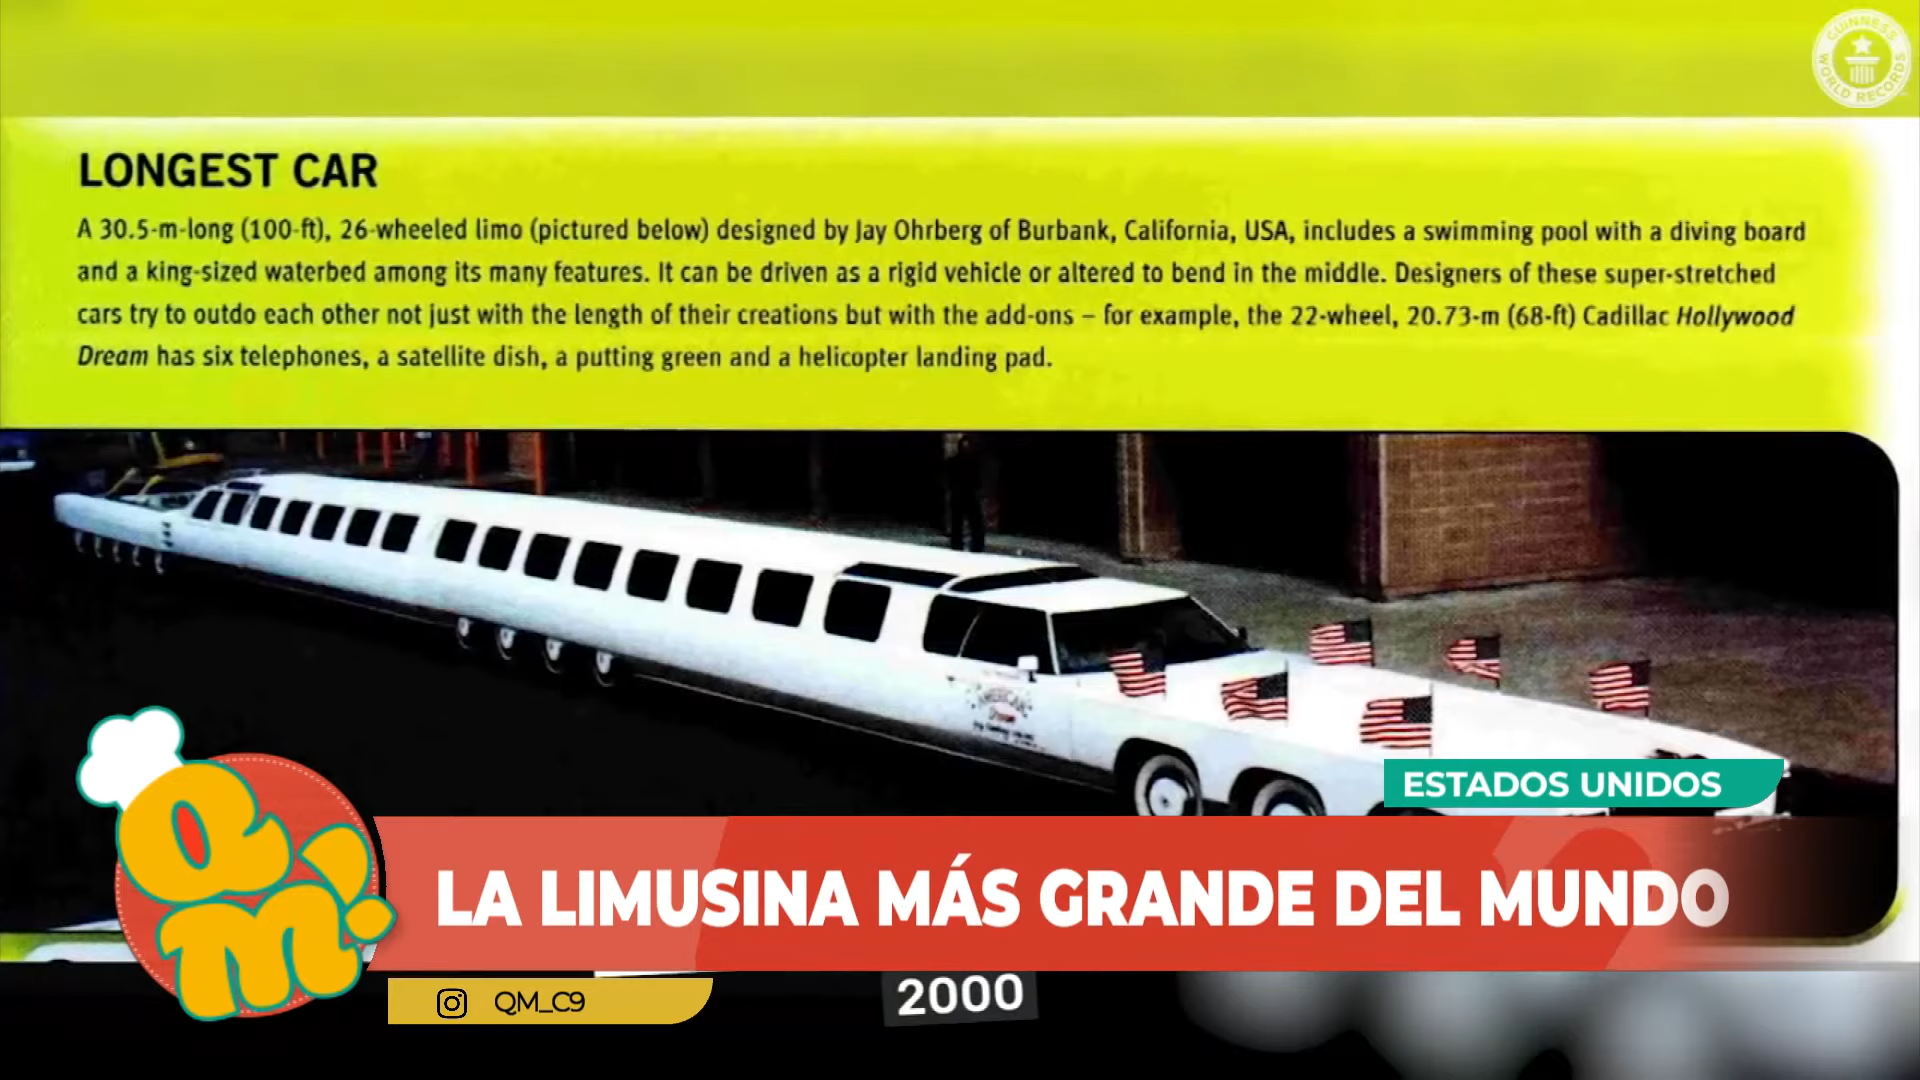 GUINNESS WORLD RECORDS
LONGEST CAR
A 30.5-m-long (100-ft), 26-wheeled limo (pictured below) designed by Jay Ohrberg of Burbank, California, USA, includes a swimming pool with a diving board
and a king-sized waterbed among its many features. It can be driven as a rigid vehicle or altered to bend in the middle. Designers of these super-stretched
cars try to outdo each other not just with the length of their creations but with the add-ons – for example, the 22-wheel, 20.73-m (68-ft) Cadillac Hollywood
Dream has six telephones, a satellite dish, a putting green and a helicopter landing pad.
AMERICAN
ESTADOS UNIDOS
QM!
LA LIMUSINA MÁS GRANDE DEL MUNDO
QM_C9
2000